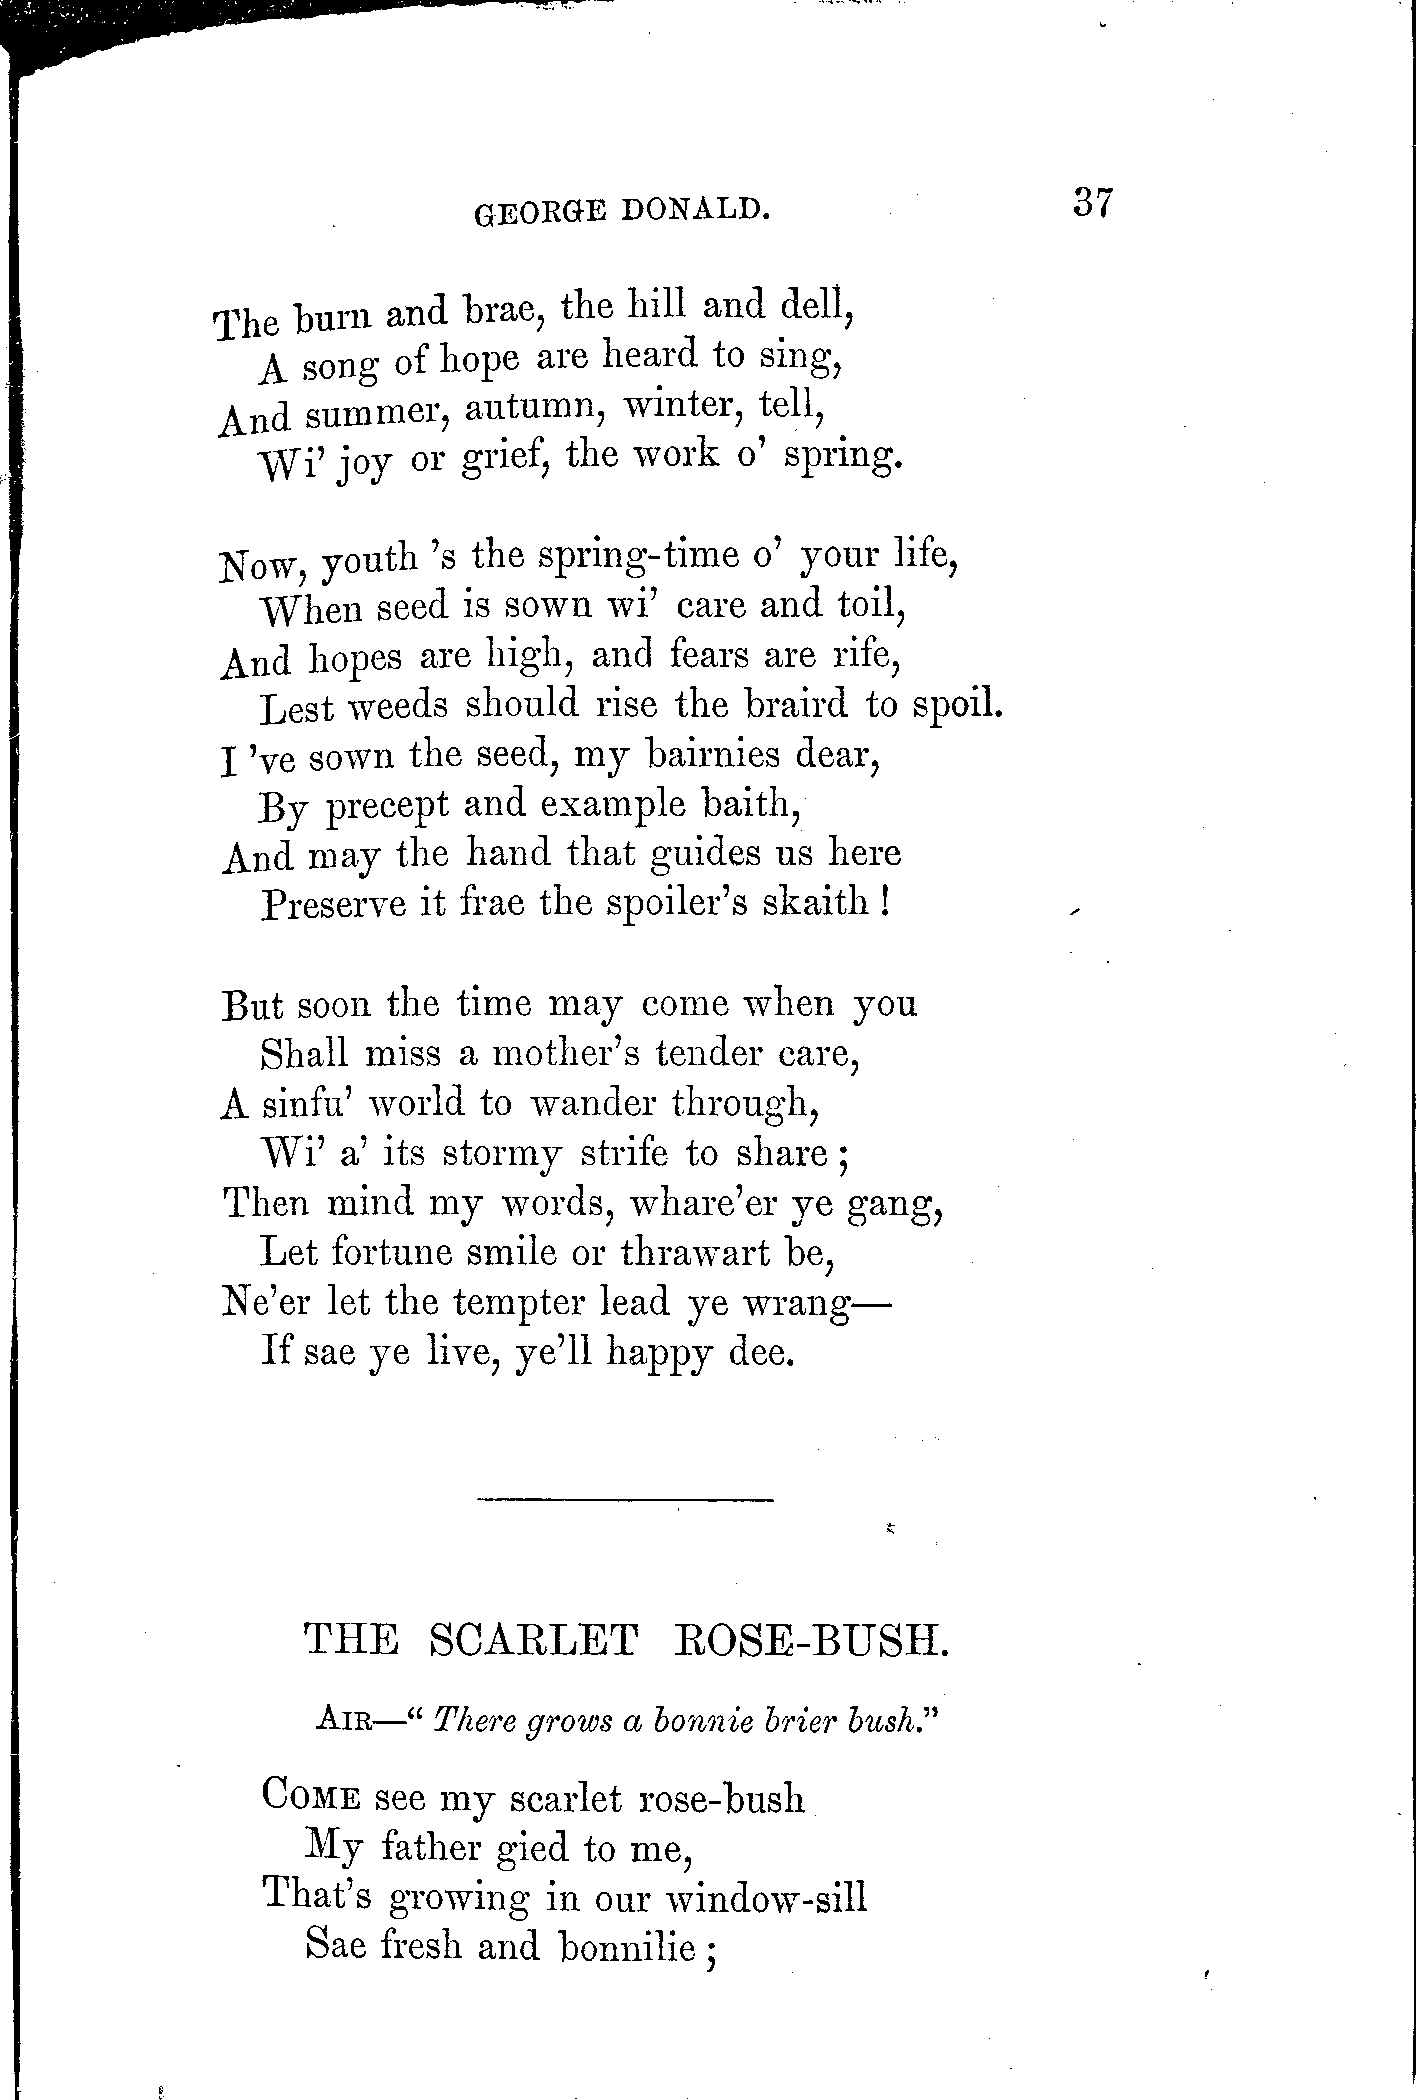 GEORGE DONALD. 37
The burn and brae, the hill and dell,
A song of hope are heard to sing,
And summer, autumn, winter, tell,
Wi' joy or grief, the work o' spring.
Now, youth 's the spring-time o' your life,
When seed is sown wi' care and toil,
And hopes are high, and fears are rife,
Lest weeds should rise the braird to spoil.
I 've sown the seed, my bairnies dear,
By precept and example baith,
And may the hand that guides us here
Preserve it frae the spoiler's skaith !
But soon the time may come when you
Shall miss a mother's tender care,
A sinfu' world to wander through,
Wi' a' its stormy strife to share ;
Then mind my words, whare'er ye gang,
Let fortune smile or thrawart be,
Ne'er let the tempter lead ye wrang—
If sae ye live, ye'll happy dee.
THE SCARLET ROSE-BUSH.
AIR—“ There grows a bonnie brier bush.”
COME see my scarlet rose-bush
My father gied to me,
That's growing in our window-sill
Sae fresh and bonnilie ;